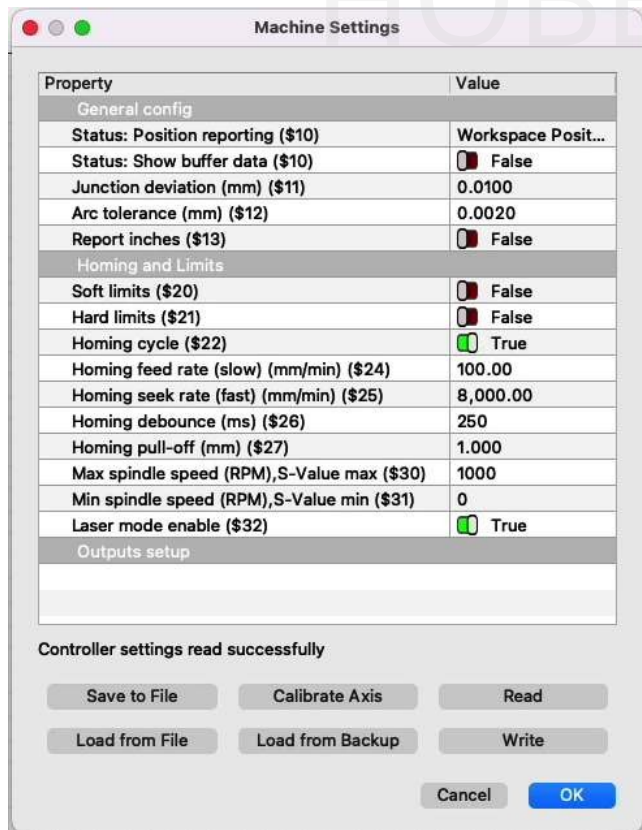 HOBB
Machine Settings
Property Value
General config
Status: Position reporting ($10) Workspace Posit...
Status: Show buffer data ($10) False
Junction deviation (mm) ($11) 0.0100
Arc tolerance (mm) ($12) 0.0020
Report inches ($13) False
Homing and Limits
Soft limits ($20) False
Hard limits ($21) False
Homing cycle ($22) True
Homing feed rate (slow) (mm/min) ($24) 100.00
Homing seek rate (fast) (mm/min) ($25) 8,000.00
Homing debounce (ms) ($26) 250
Homing pull-off (mm) ($27) 1.000
Max spindle speed (RPM),S-Value max ($30) 1000
Min spindle speed (RPM),S-Value min ($31) 0
Laser mode enable ($32) True
Outputs setup
Controller settings read successfully
Save to File Calibrate Axis Read
Load from File Load from Backup Write
Cancel OK